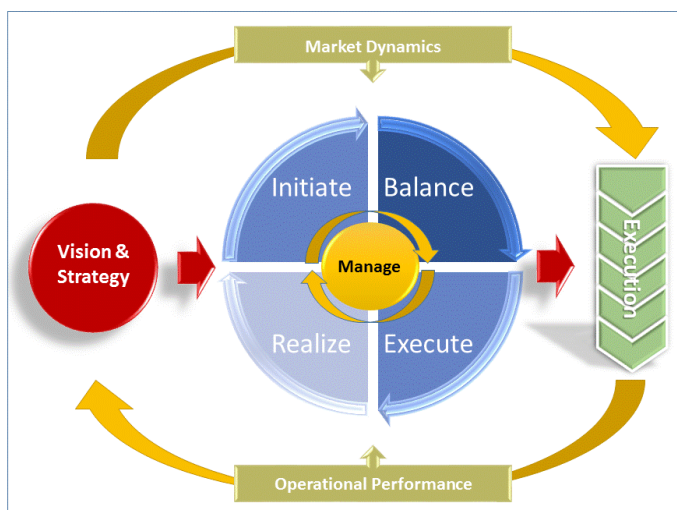 Market Dynamics
Initiate
Balance
Vision &
Strategy
Manage
Execution
Realize
Execute
Operational Performance